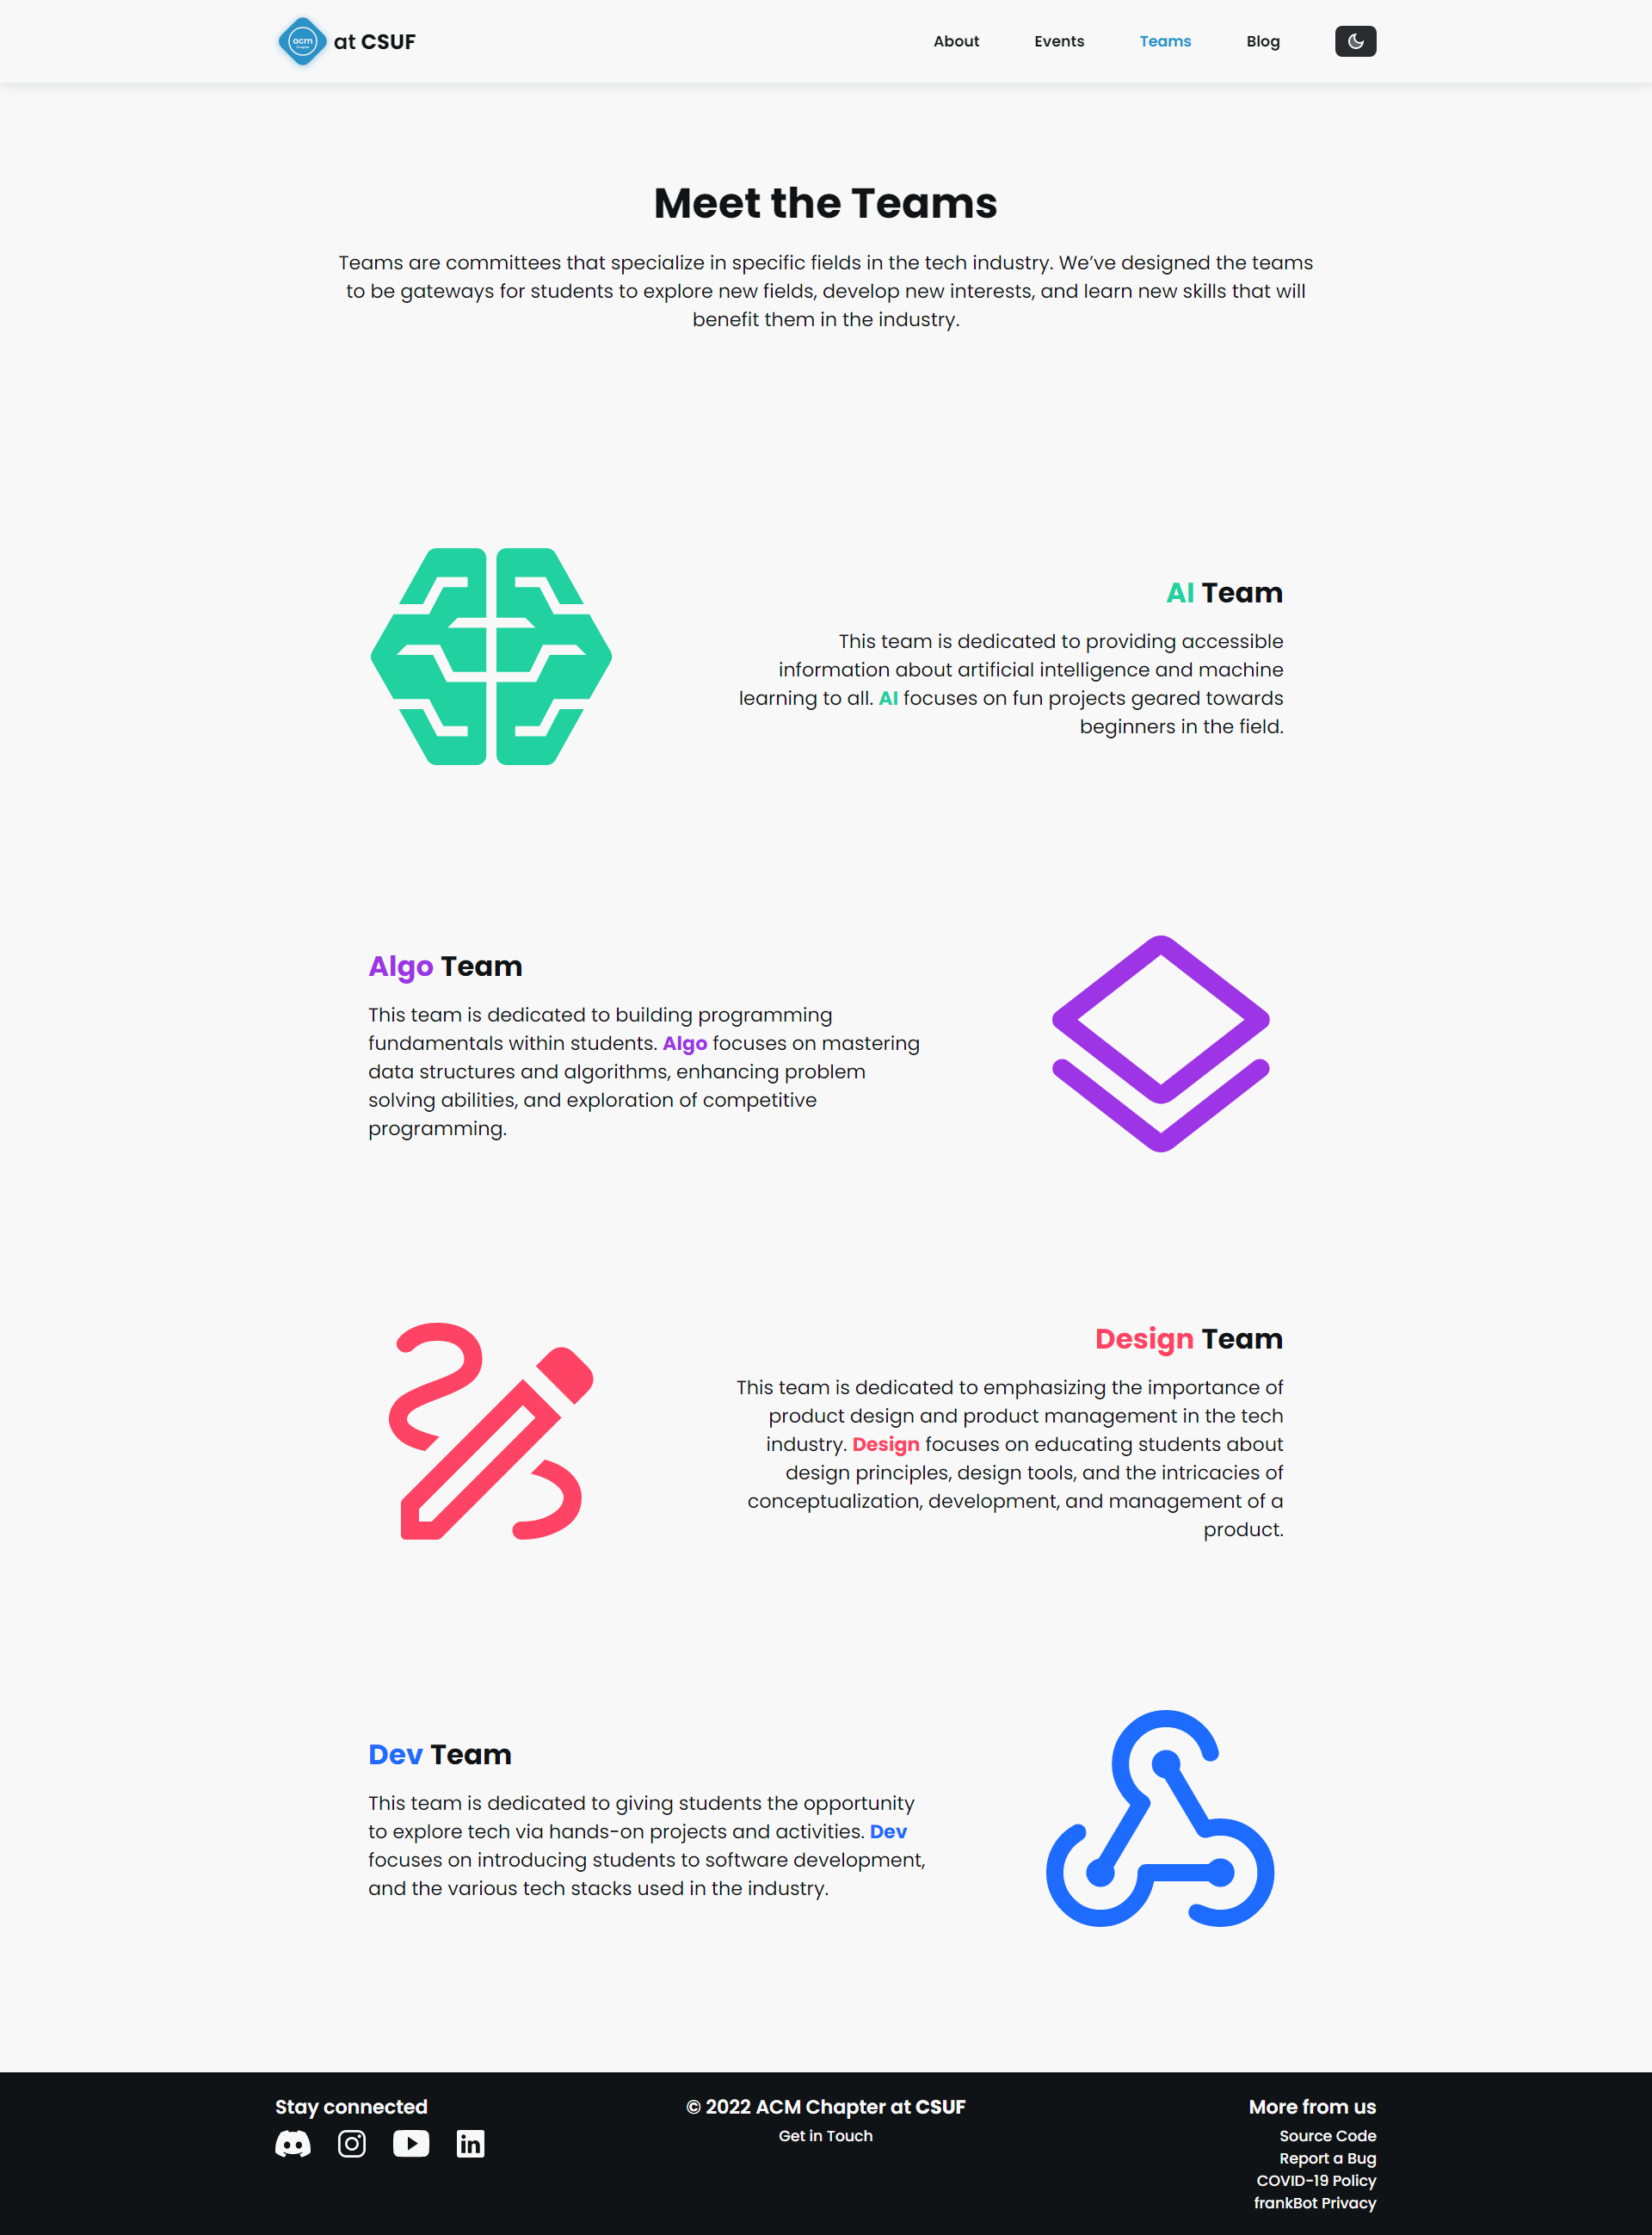 acm at CSUF
About Events Teams Blog
Meet the Teams
Teams are committees that specialize in specific fields in the tech industry. We’ve designed the teams
to be gateways for students to explore new fields, develop new interests, and learn new skills that will
benefit them in the industry.
AI Team
This team is dedicated to providing accessible
information about artificial intelligence and machine
learning to all. AI focuses on fun projects geared towards
beginners in the field.
Algo Team
This team is dedicated to building programming
fundamentals within students. Algo focuses on mastering
data structures and algorithms, enhancing problem
solving abilities, and exploration of competitive
programming.
Design Team
This team is dedicated to emphasizing the importance of
product design and product management in the tech
industry. Design focuses on educating students about
design principles, design tools, and the intricacies of
conceptualization, development, and management of a
product.
Dev Team
This team is dedicated to giving students the opportunity
to explore tech via hands-on projects and activities. Dev
focuses on introducing students to software development,
and the various tech stacks used in the industry.
Stay connected
© 2022 ACM Chapter at CSUF
Get in Touch
More from us
Source Code
Report a Bug
COVID-19 Policy
frankBot Privacy